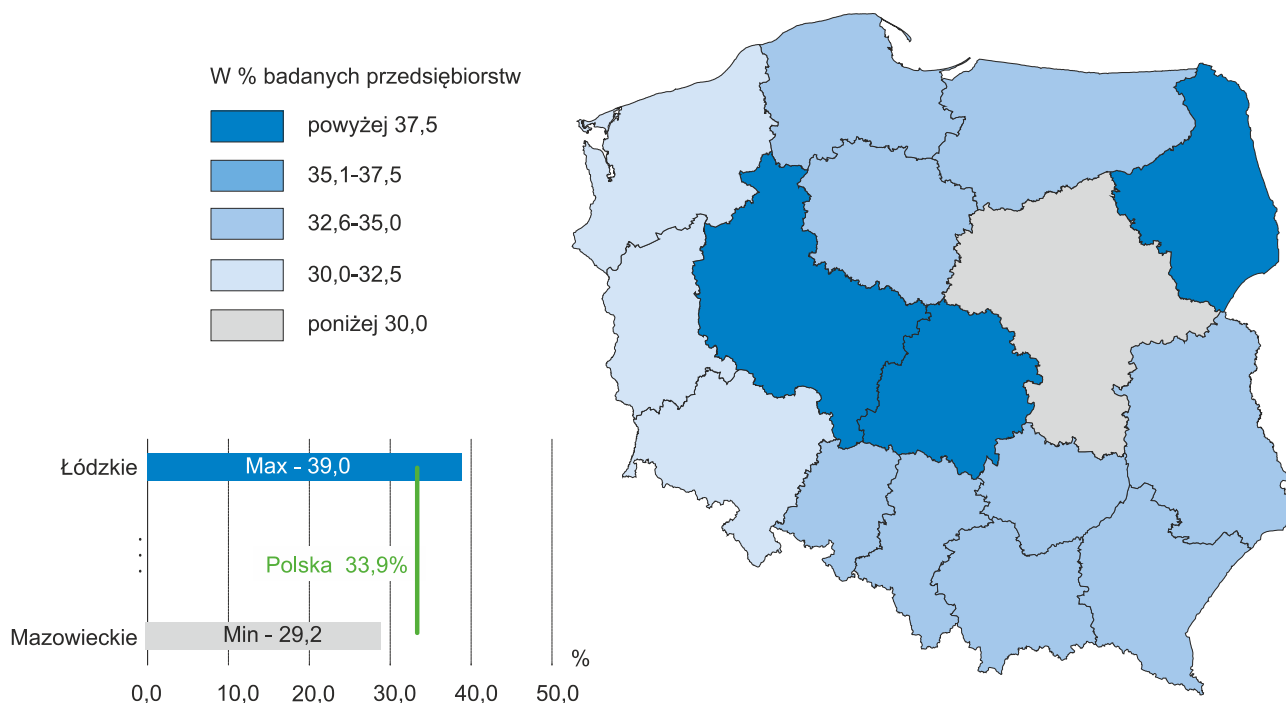 W % badanych przedsiębiorstw
powyżej 37,5
35,1-37,5
32,6-35,0
30,0-32,5
poniżej 30,0
Łódzkie
Max - 39,0
Polska 33,9%
Mazowieckie
Min - 29,2
%
0,0 10,0 20,0 30,0 40,0 50,0